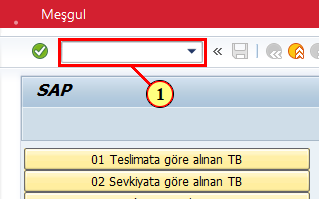 Meşgul
1
SAP
01 Teslimata göre alınan TB
02 Sevkiyata göre alınan TB